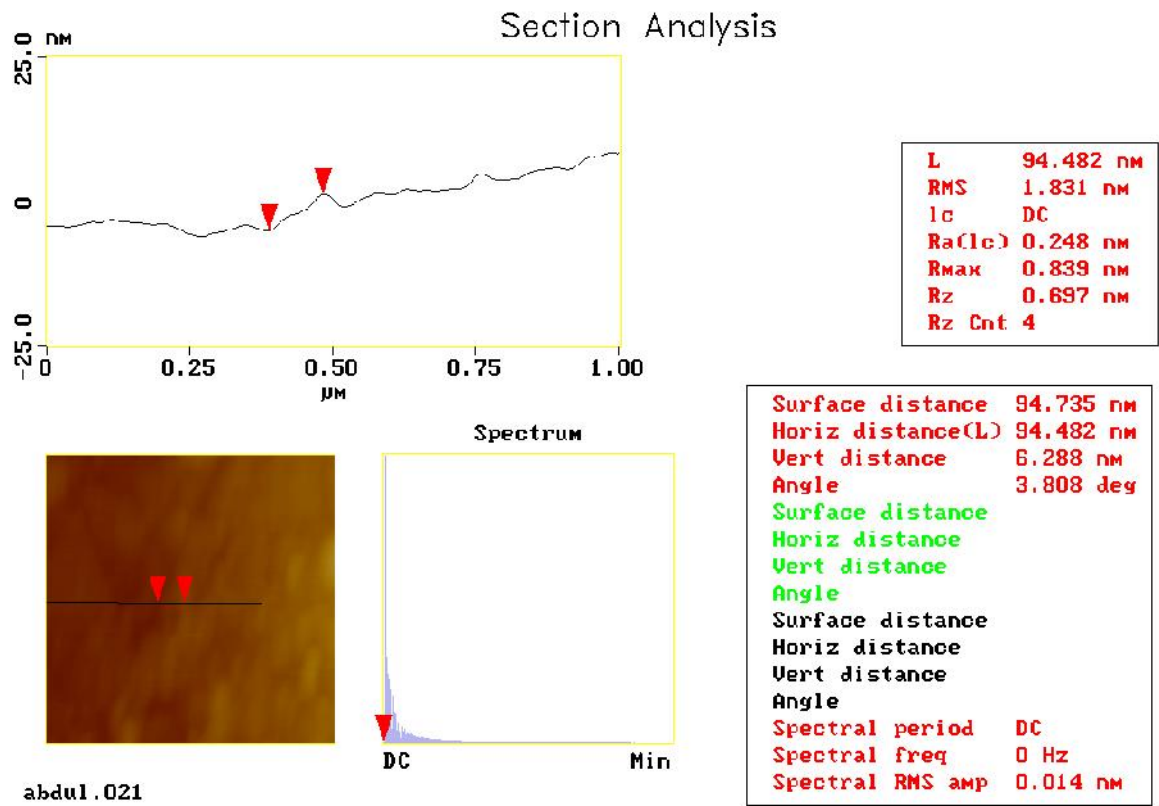 Section Analysis
nm
25.0
0
-25.0
0 0.25 0.50 0.75 1.00
μm
L 94.482 nm
RMS 1.831 nm
lc DC
Ra(lc) 0.248 nm
Rmax 0.839 nm
Rz 0.697 nm
Rz Cnt 4
Spectrum
DC Min
Surface distance 94.735 nm
Horiz distance(L) 94.482 nm
Vert distance 6.288 nm
Angle 3.808 deg
Surface distance
Horiz distance
Vert distance
Angle
Surface distance
Horiz distance
Vert distance
Angle
Spectral period DC
Spectral freq 0 Hz
Spectral RMS amp 0.014 nm
abdul.021